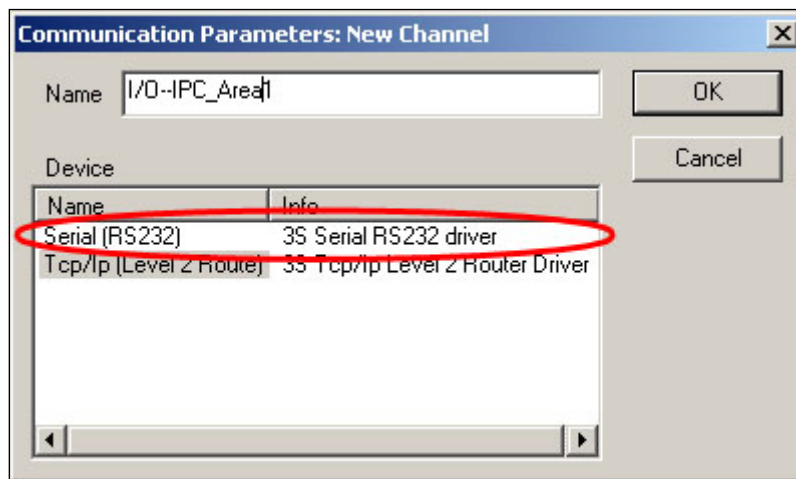 Communication Parameters: New Channel
Name I/O--IPC_Area1 OK
Cancel
Device
Name Info
Serial (RS232) 3S Serial RS232 driver
Tcp/Ip (Level 2 Route) 3S Tcp/Ip Level 2 Router Driver